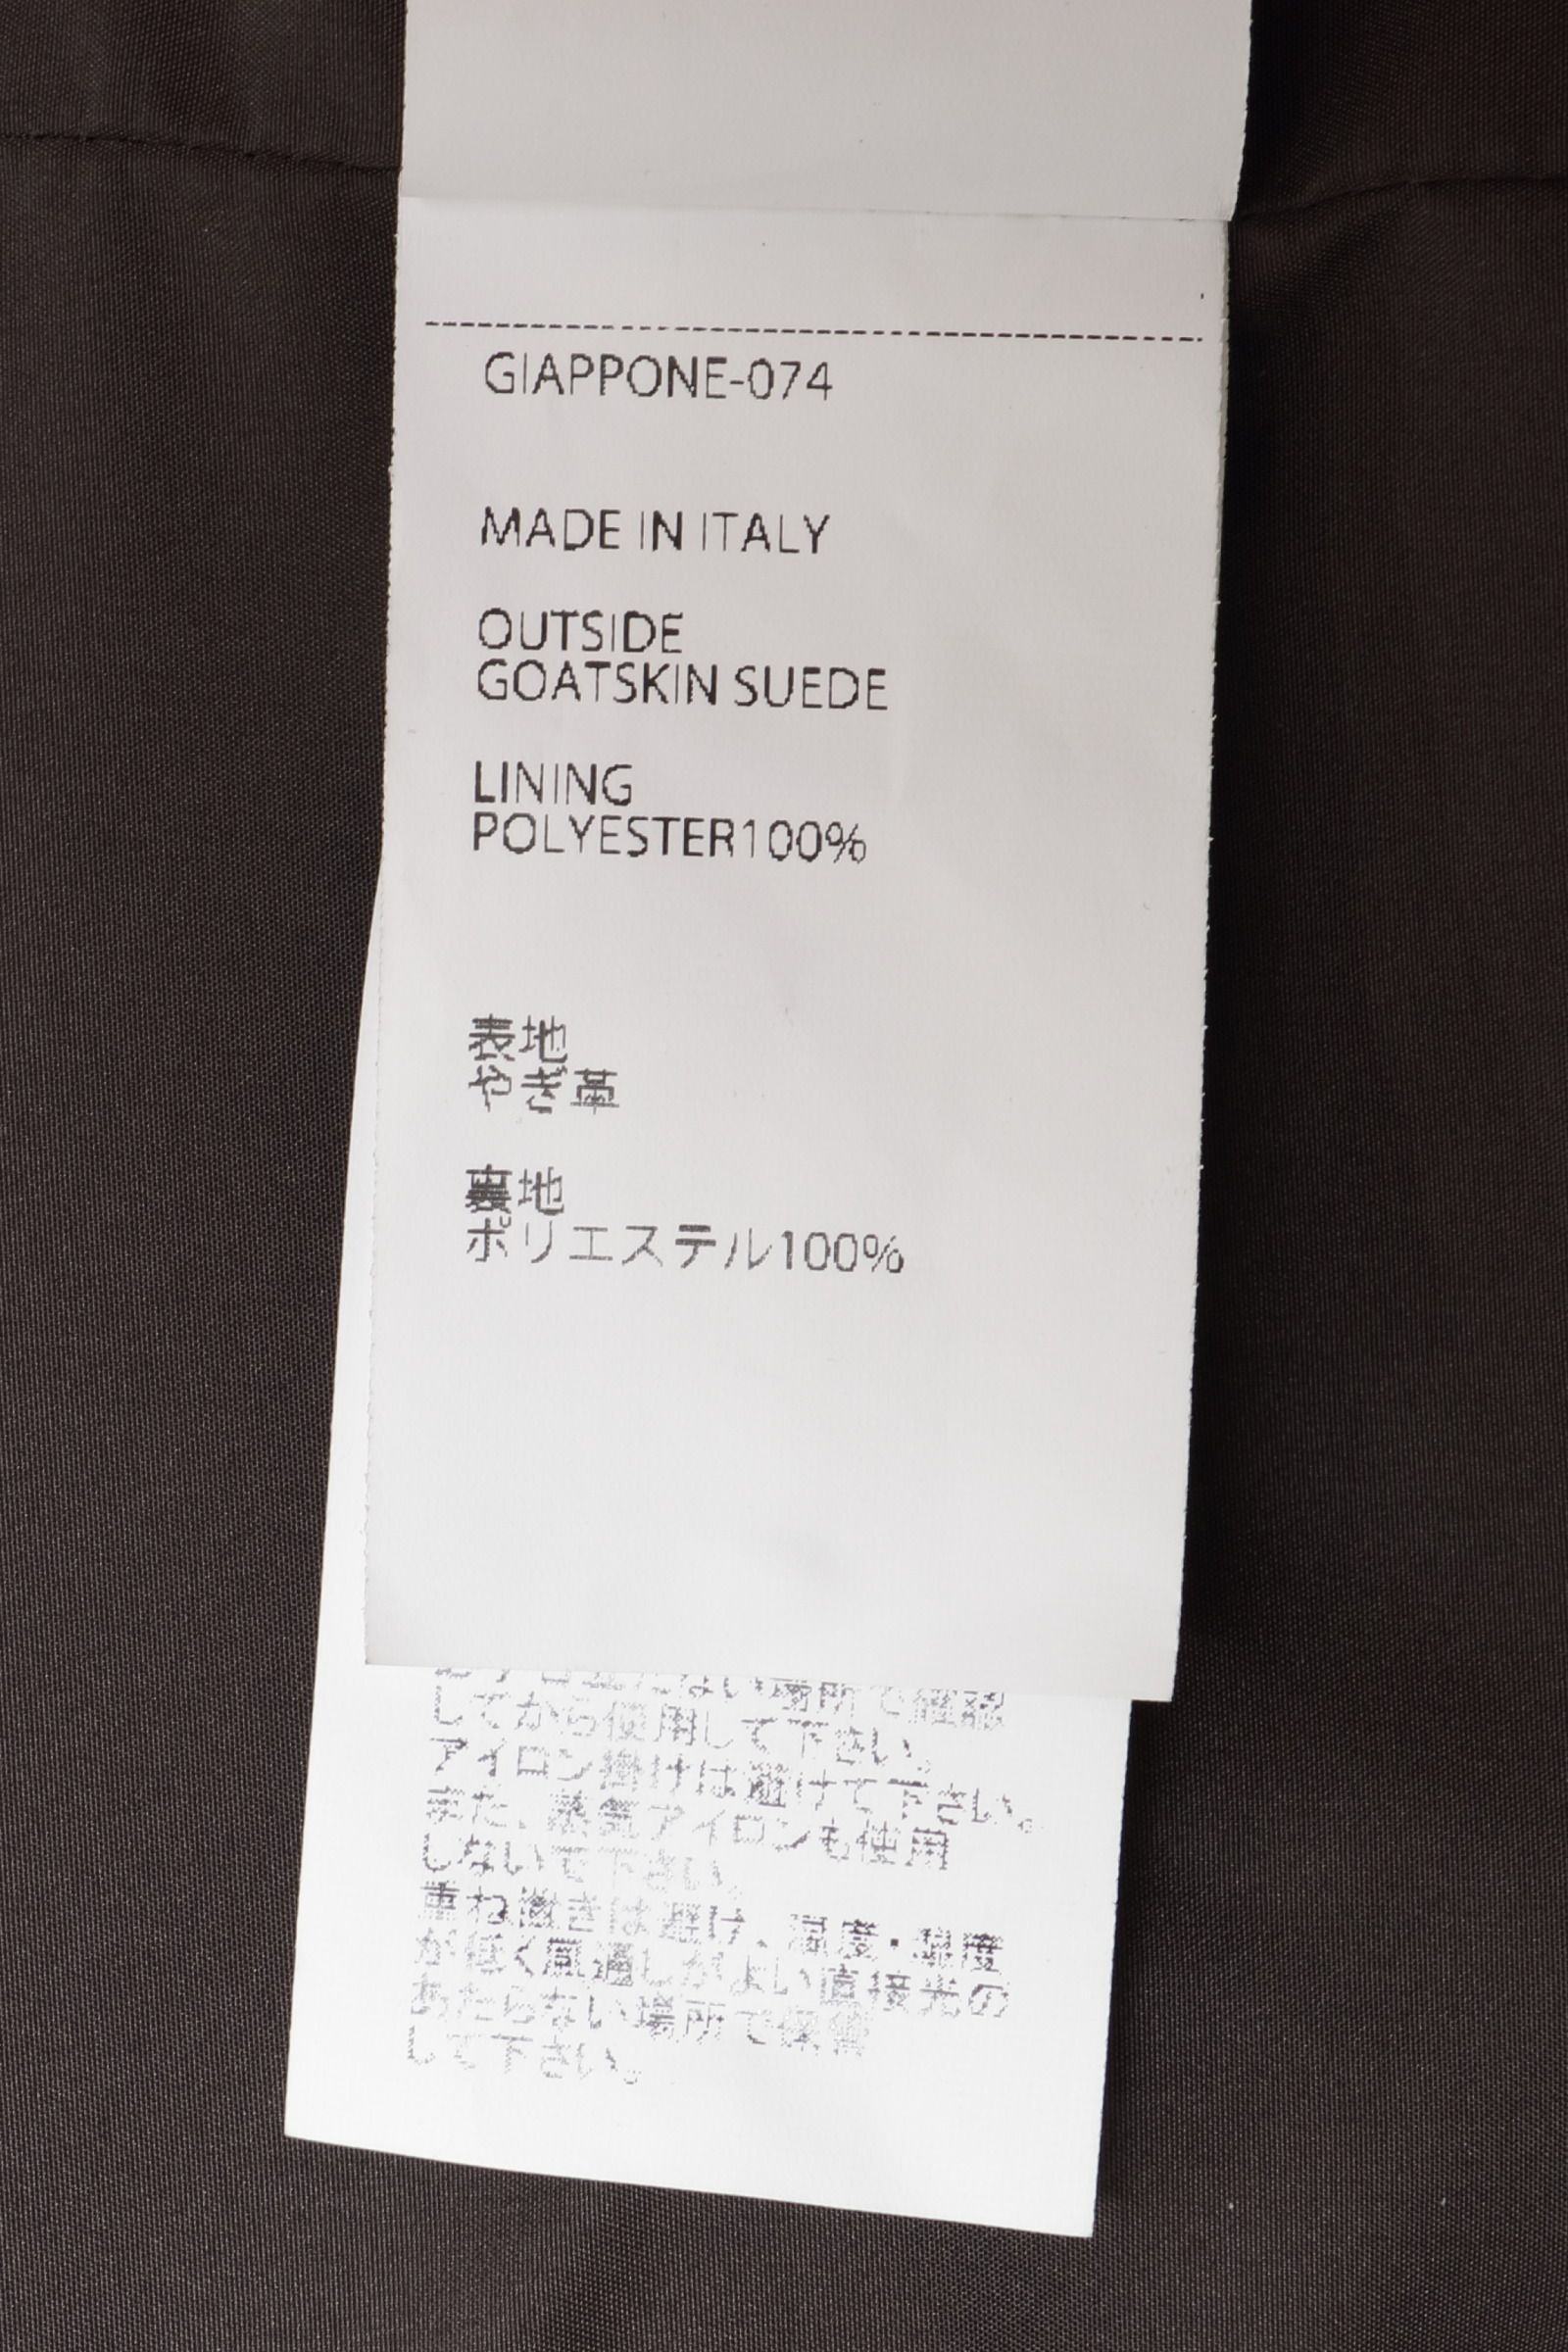 GIAPPONE-074
MADE IN ITALY
OUTSIDE
GOATSKIN SUEDE
LINING
POLYESTER100%
表地
やぎ革
裏地
ポリエステル100%
してから使用して下さい。
アイロン掛けは避けて下さい。
また、蒸気アイロンも使用
しないで下さい。
重ね置きは避け、温度・湿度
が低く風通しがよい直接光の
あたらない場所で保管
して下さい。